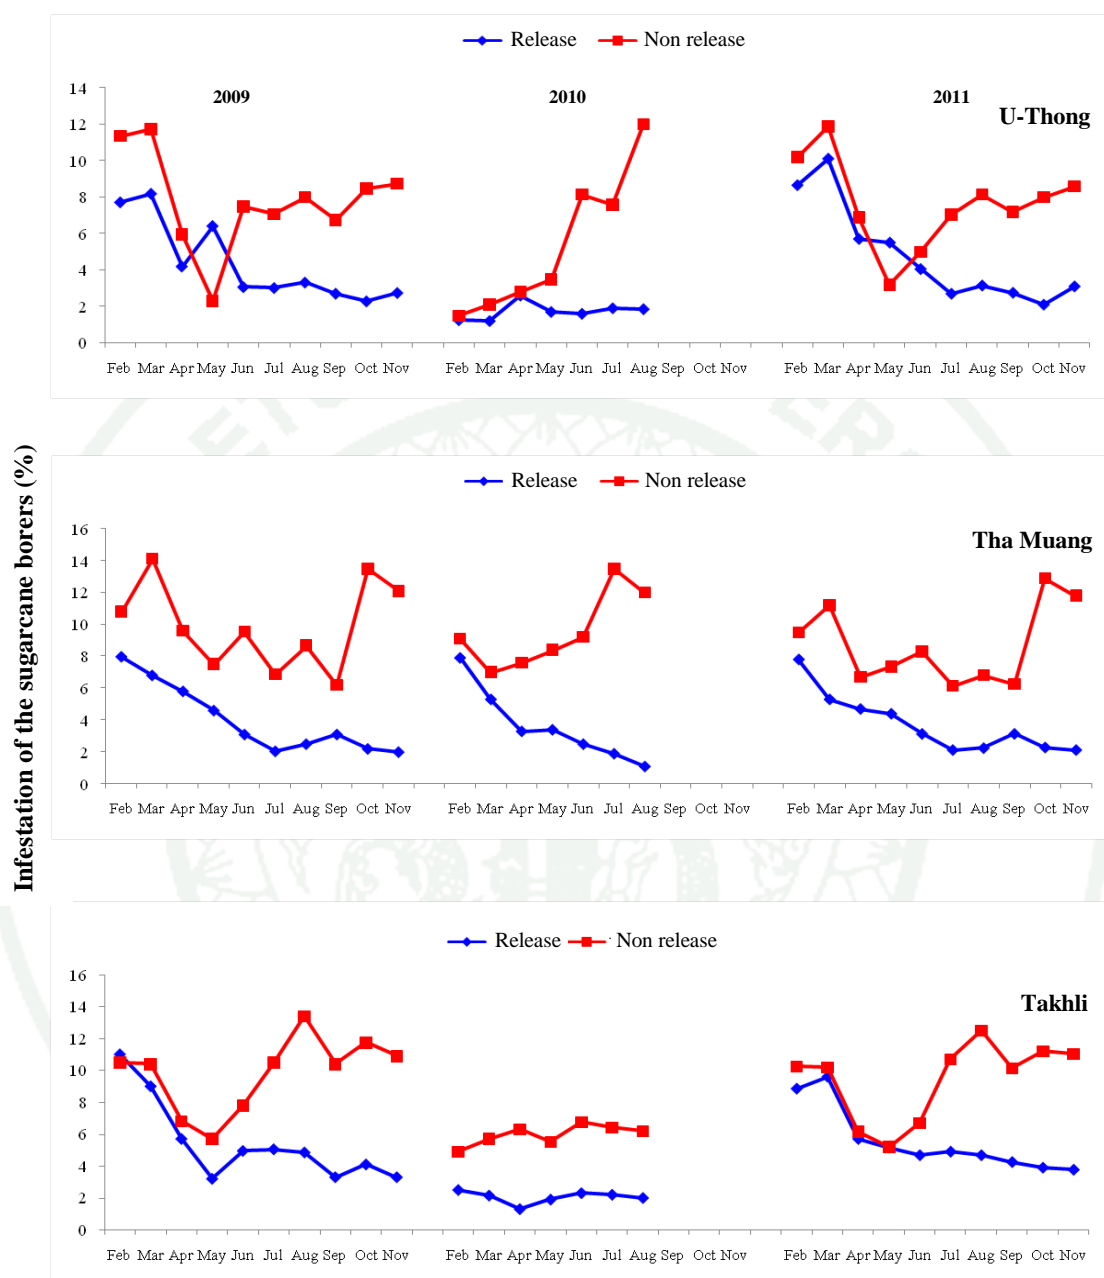 Release Non release
2009 2010 2011
U-Thong
14
12
10
8
6
4
2
0
Feb Mar Apr May Jun Jul Aug Sep Oct Nov Feb Mar Apr May Jun Jul Aug Sep Oct Nov Feb Mar Apr May Jun Jul Aug Sep Oct Nov
Infestation of the sugarcane borers (%)
Release Non release
Tha Muang
16
14
12
10
8
6
4
2
0
Feb Mar Apr May Jun Jul Aug Sep Oct Nov Feb Mar Apr May Jun Jul Aug Sep Oct Nov Feb Mar Apr May Jun Jul Aug Sep Oct Nov
Release Non release
Takhli
16
14
12
10
8
6
4
2
0
Feb Mar Apr May Jun Jul Aug Sep Oct Nov Feb Mar Apr May Jun Jul Aug Sep Oct Nov Feb Mar Apr May Jun Jul Aug Sep Oct Nov